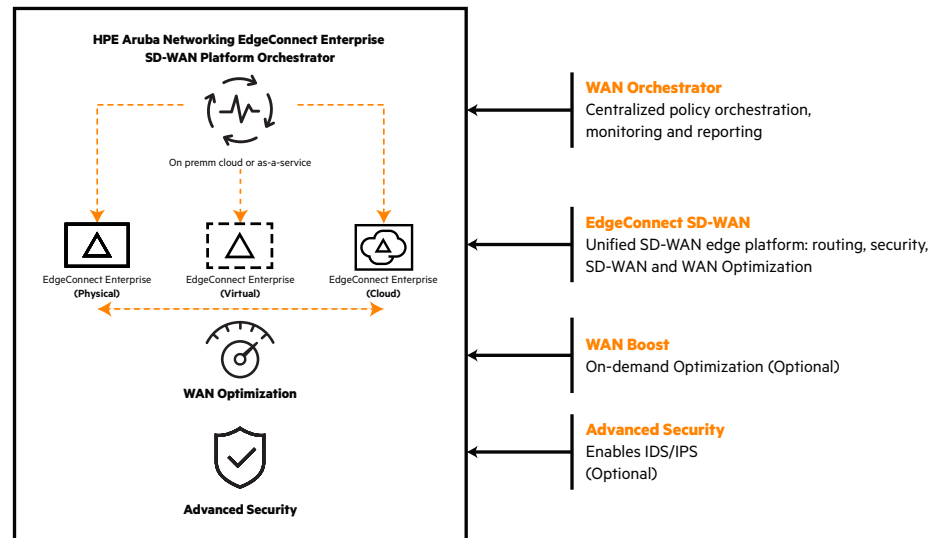 HPE Aruba Networking EdgeConnect Enterprise
SD-WAN Platform Orchestrator
On premm cloud or as-a-service
EdgeConnect Enterprise
(Physical)
EdgeConnect Enterprise
(Virtual)
EdgeConnect Enterprise
(Cloud)
WAN Optimization
Advanced Security
WAN Orchestrator
Centralized policy orchestration,
monitoring and reporting
EdgeConnect SD-WAN
Unified SD-WAN edge platform: routing, security,
SD-WAN and WAN Optimization
WAN Boost
On-demand Optimization (Optional)
Advanced Security
Enables IDS/IPS
(Optional)